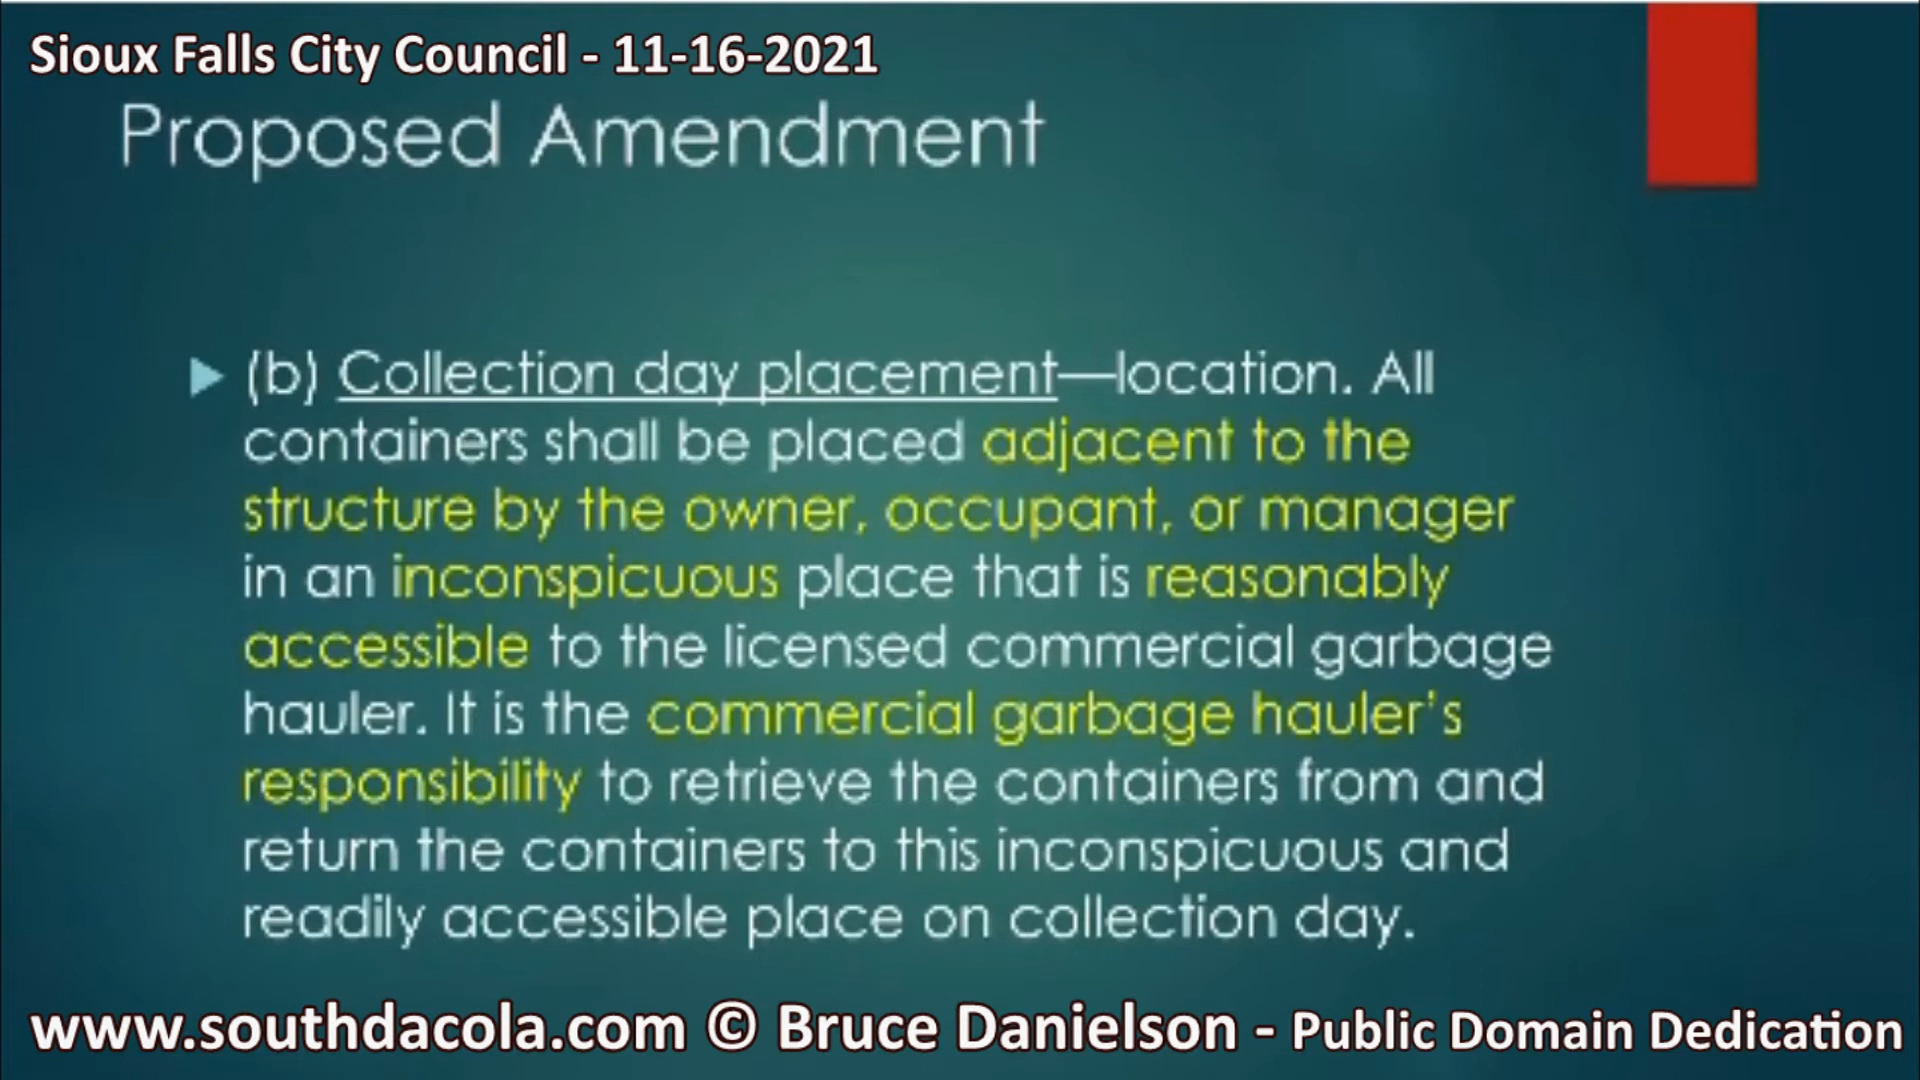 Sioux Falls City Council - 11-16-2021
Proposed Amendment
(b) Collection day placement—location. All
containers shall be placed adjacent to the
structure by the owner, occupant, or manager
in an inconspicuous place that is reasonably
accessible to the licensed commercial garbage
hauler. It is the commercial garbage hauler's
responsibility to retrieve the containers from and
return the containers to this inconspicuous and
readily accessible place on collection day.
www.southdacola.com © Bruce Danielson - Public Domain Dedication